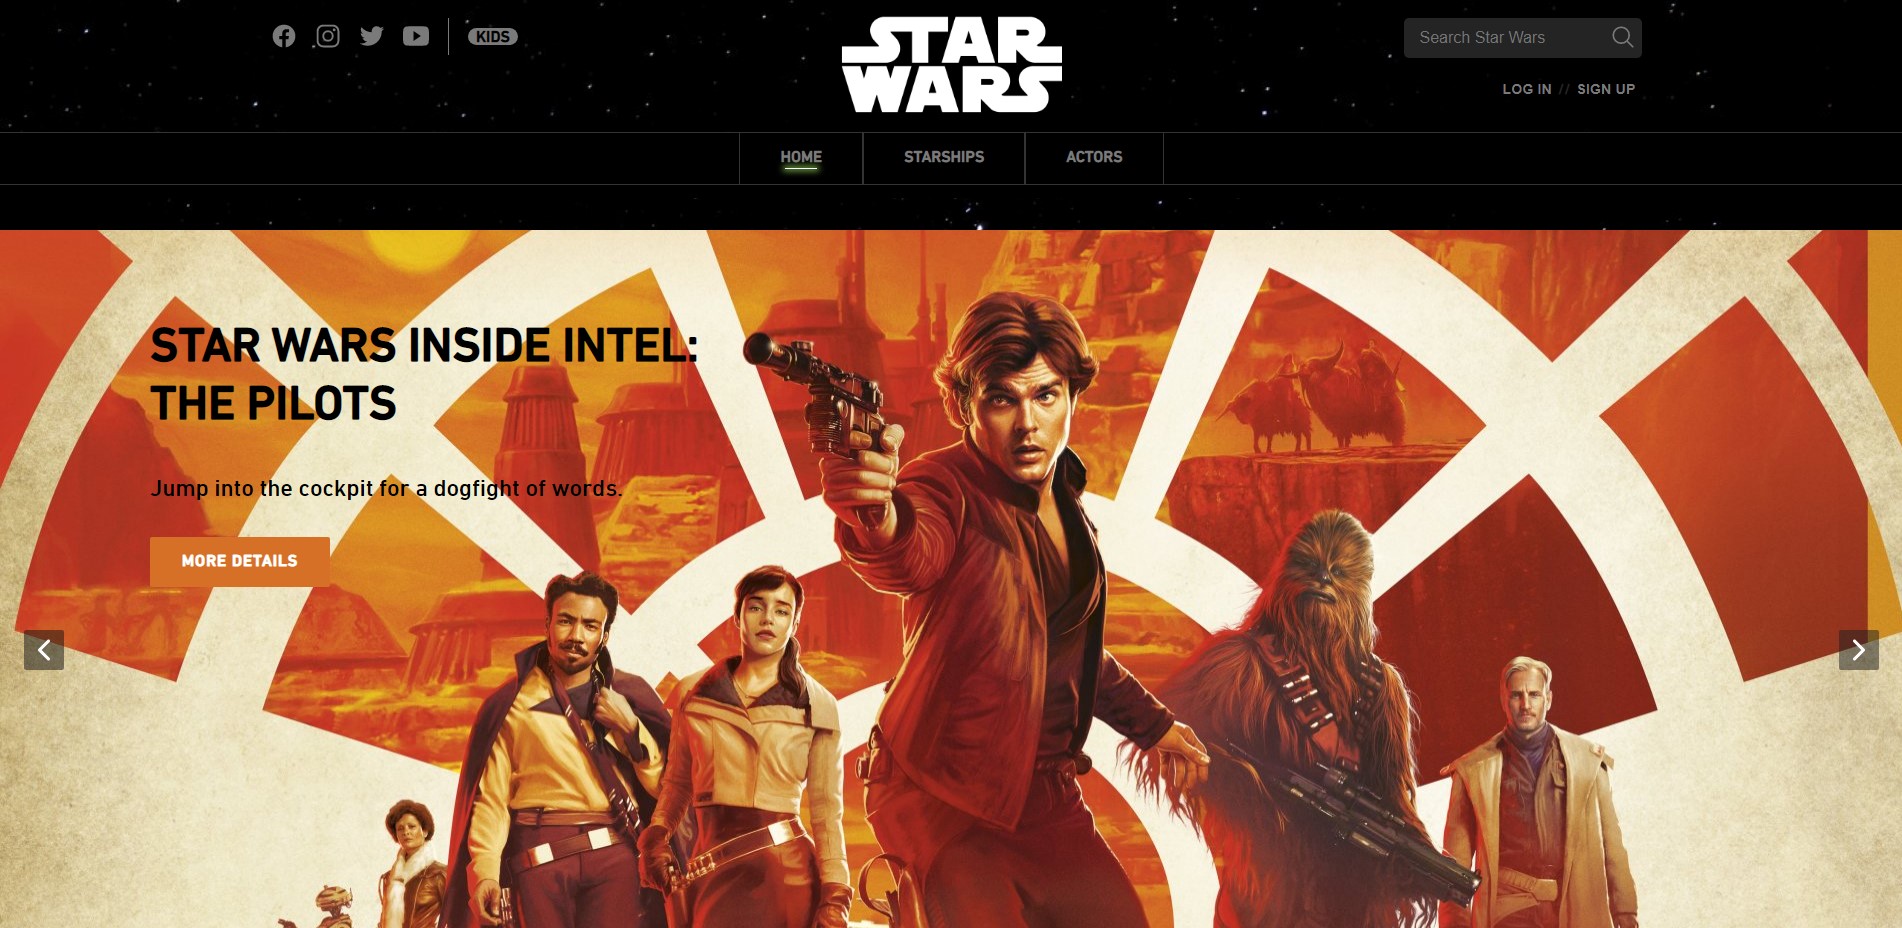 KIDS
STAR
WARS
Search Star Wars
LOG IN // SIGN UP
HOME
STARSHIPS
ACTORS
STAR WARS INSIDE INTEL:
THE PILOTS
Jump into the cockpit for a dogfight of words.
MORE DETAILS